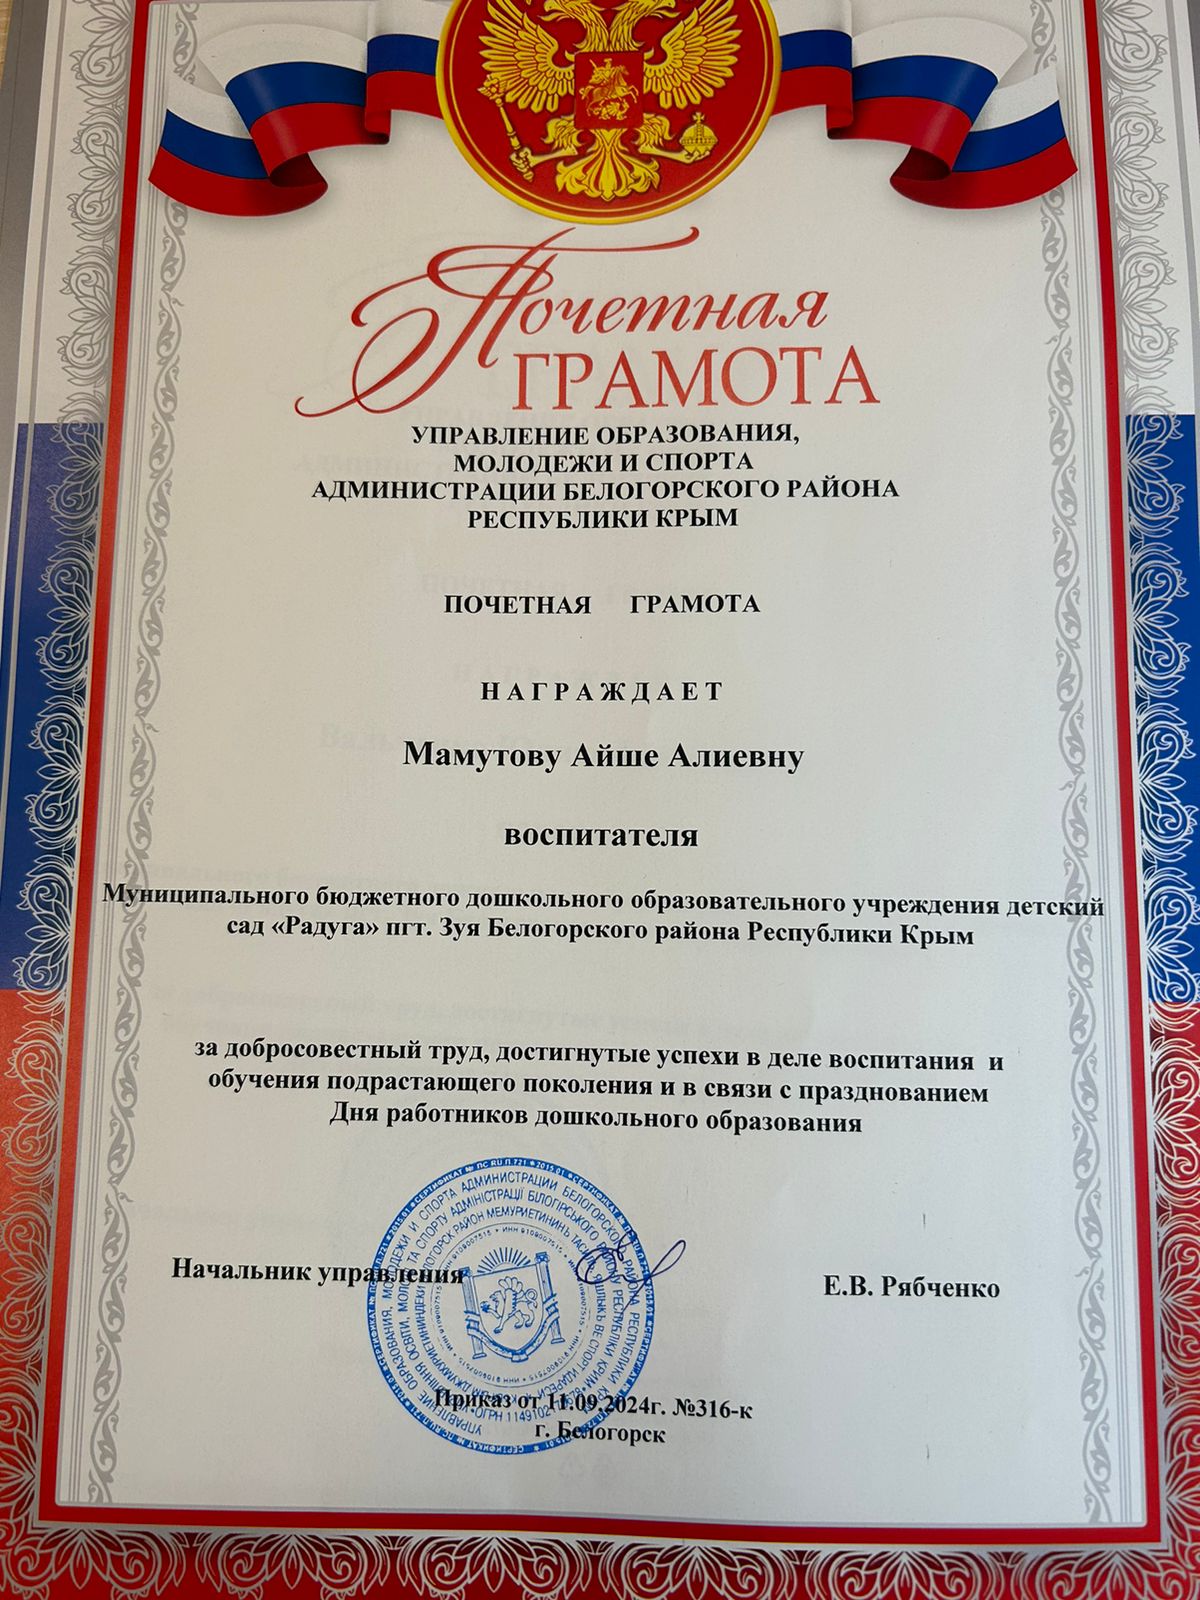 Почетная
ГРАМОТА
УПРАВЛЕНИЕ ОБРАЗОВАНИЯ,
МОЛОДЕЖИ И СПОРТА
АДМИНИСТРАЦИИ БЕЛОГОРСКОГО РАЙОНА
РЕСПУБЛИКИ КРЫМ
ПОЧЕТНАЯ ГРАМОТА
Н А Г Р А Ж Д А Е Т
Мамутову Айше Алиевну
воспитателя
Муниципального бюджетного дошкольного образовательного учреждения детский
сад «Радуга» пгт. Зуя Белогорского района Республики Крым
за добросовестный труд, достигнутые успехи в деле воспитания и
обучения подрастающего поколения и в связи с празднованием
Дня работников дошкольного образования
Начальник управления
Е.В. Рябченко
Приказ от 11.09.2024г. №316-к
г. Белогорск